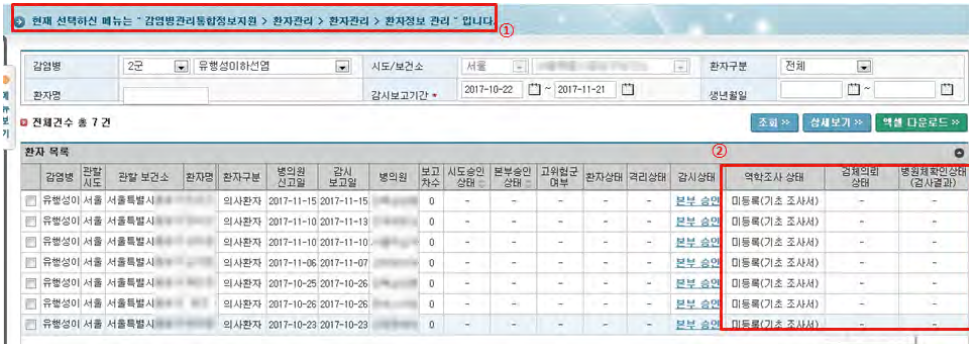 현재 선택하신 메뉴는 " 감염병관리통합정보지원 > 환자관리 > 환자관리 > 환자정보 관리 " 입니다.
①
감염병 2군 유행성이하선염 시도/보건소 서울 환자구분 전체
환자명 감시보고기간 * 2017-10-22 ~ 2017-11-21 생년월일 ~
전체건수 총 7 건 조회 >> 상세보기 >> 엑셀 다운로드 >>
환자 목록 ②
감염병 관할시도 관할 보건소 환자명 환자구분 병의원신고일 감시보고일 병의원 보고차수 시도승인상태 본부승인상태 고위험군여부 환자상태 격리상태 감시상태 역학조사 상태 검체의뢰상태 병원체확인상태(검사결과)
유행성이 서울 서울특별시 의사환자 2017-11-15 2017-11-15 0 - - - - - 본부 승인 미등록(기초 조사서) - -
유행성이 서울 서울특별시 의사환자 2017-11-10 2017-11-13 0 - - - - - 본부 승인 미등록(기초 조사서) - -
유행성이 서울 서울특별시 의사환자 2017-11-10 2017-11-10 0 - - - - - 본부 승인 미등록(기초 조사서) - -
유행성이 서울 서울특별시 의사환자 2017-11-06 2017-11-07 0 - - - - - 본부 승인 미등록(기초 조사서) - -
유행성이 서울 서울특별시 의사환자 2017-10-25 2017-10-26 0 - - - - - 본부 승인 미등록(기초 조사서) - -
유행성이 서울 서울특별시 의사환자 2017-10-26 2017-10-26 0 - - - - - 본부 승인 미등록(기초 조사서) - -
유행성이 서울 서울특별시 의사환자 2017-10-23 2017-10-23 0 - - - - - 본부 승인 미등록(기초 조사서) - -